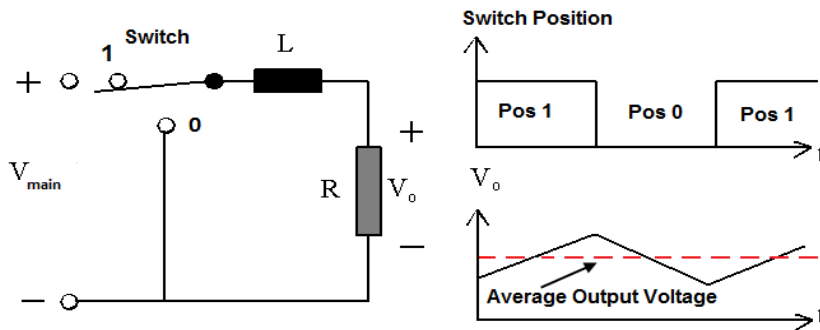 Switch
1
L
+
0
V main
R
V o
+
−
−
Switch Position
Pos 1
Pos 0
Pos 1
t
V o
Average Output Voltage
t